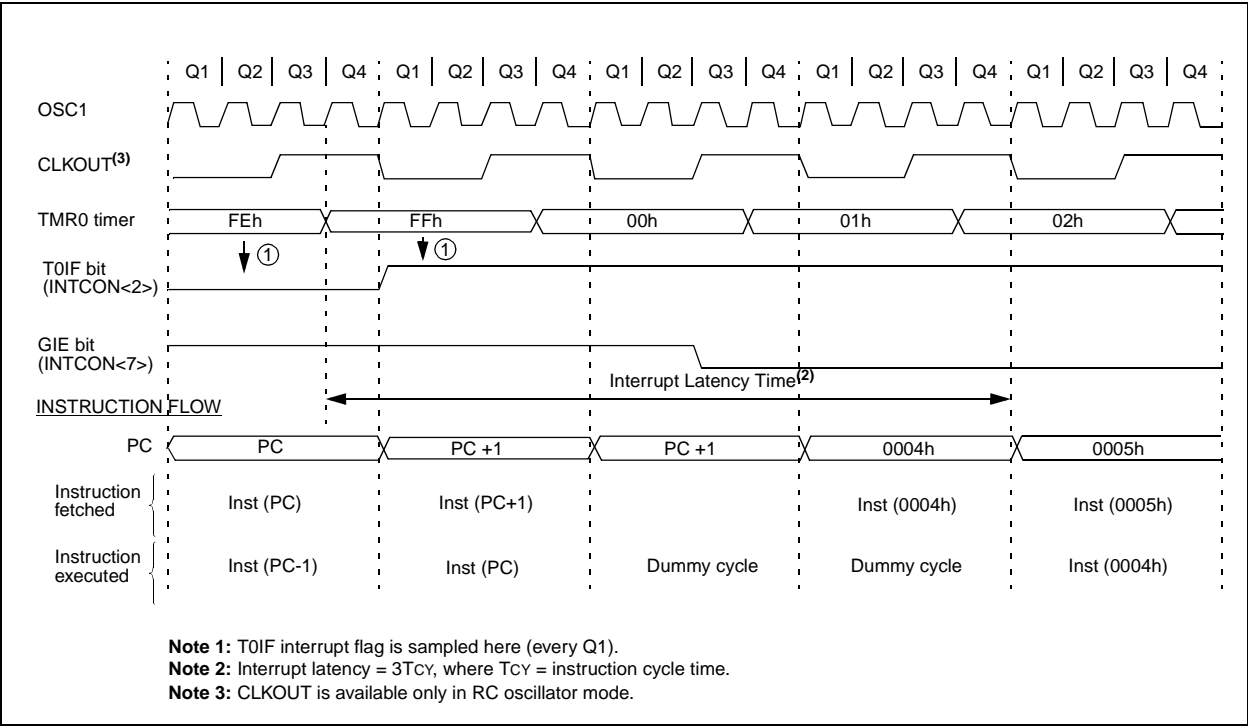 Q1 Q2 Q3 Q4 Q1 Q2 Q3 Q4 Q1 Q2 Q3 Q4 Q1 Q2 Q3 Q4 Q1 Q2 Q3 Q4
OSC1
CLKOUT(3)
TMR0 timer FEh FFh 00h 01h 02h
1 1
T0IF bit
(INTCON<2>)
GIE bit
(INTCON<7>)
Interrupt Latency Time(2)
INSTRUCTION FLOW
PC PC PC +1 PC +1 0004h 0005h
Instruction
fetched
Inst (PC) Inst (PC+1) Inst (0004h) Inst (0005h)
Instruction
executed
Inst (PC-1) Inst (PC) Dummy cycle Dummy cycle Inst (0004h)
Note 1: T0IF interrupt flag is sampled here (every Q1).
Note 2: Interrupt latency = 3TCY, where TCY = instruction cycle time.
Note 3: CLKOUT is available only in RC oscillator mode.